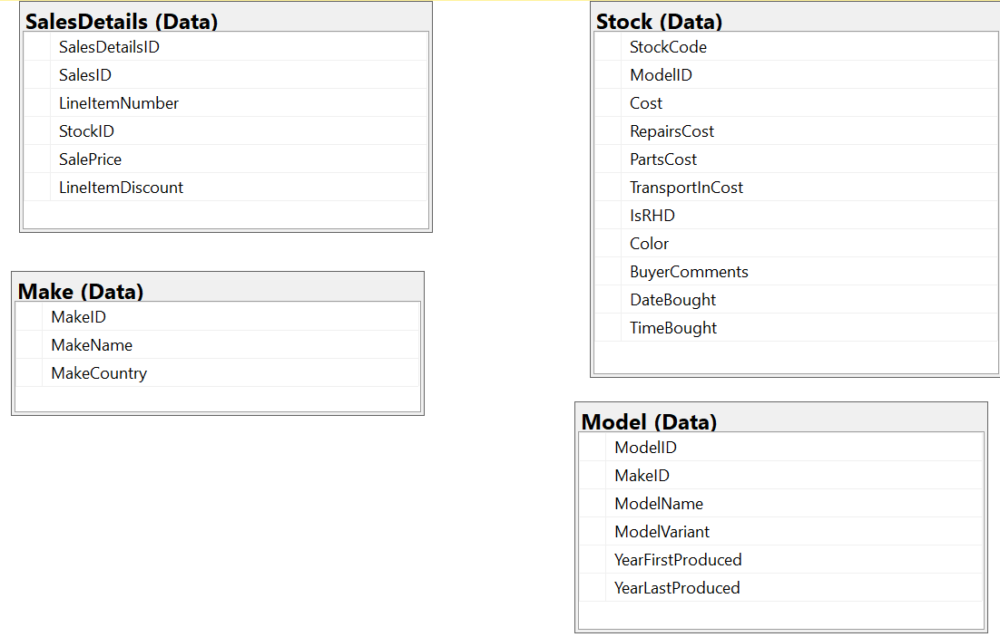 SalesDetails (Data)
SalesDetailsID
SalesID
LineItemNumber
StockID
SalePrice
LineItemDiscount
Stock (Data)
StockCode
ModelID
Cost
RepairsCost
PartsCost
TransportInCost
IsRHD
Color
BuyerComments
DateBought
TimeBought
Make (Data)
MakeID
MakeName
MakeCountry
Model (Data)
ModelID
MakeID
ModelName
ModelVariant
YearFirstProduced
YearLastProduced